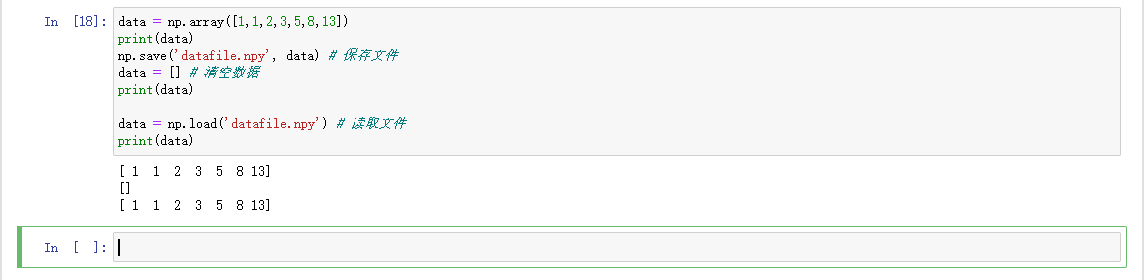 In [18]: data = np.array([1,1,2,3,5,8,13])
print(data)
np.save('datafile.npy', data) # 保存文件
data = [] # 清空数据
print(data)
data = np.load('datafile.npy') # 读取文件
print(data)
[ 1  1  2  3  5  8 13]
[]
[ 1  1  2  3  5  8 13]
In [ ]: